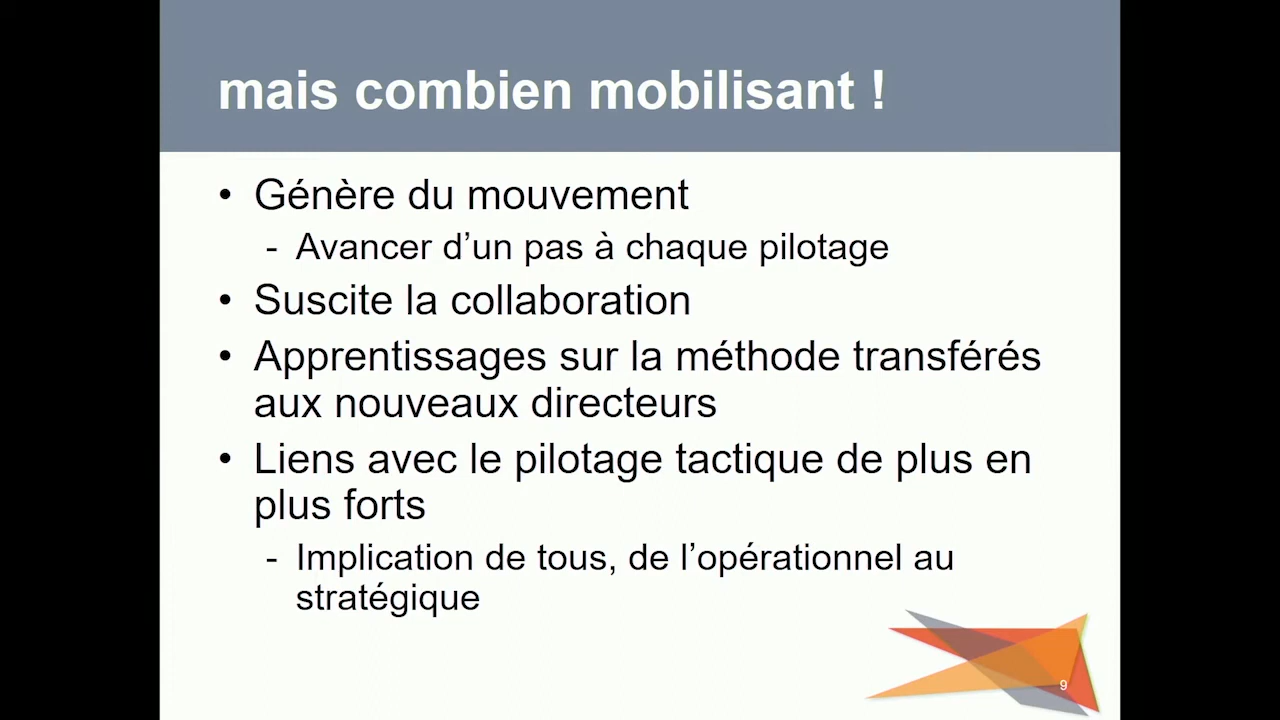 mais combien mobilisant !
• Génère du mouvement
- Avancer d’un pas à chaque pilotage
• Suscite la collaboration
• Apprentissages sur la méthode transférés
aux nouveaux directeurs
• Liens avec le pilotage tactique de plus en
plus forts
- Implication de tous, de l’opérationnel au
stratégique
9